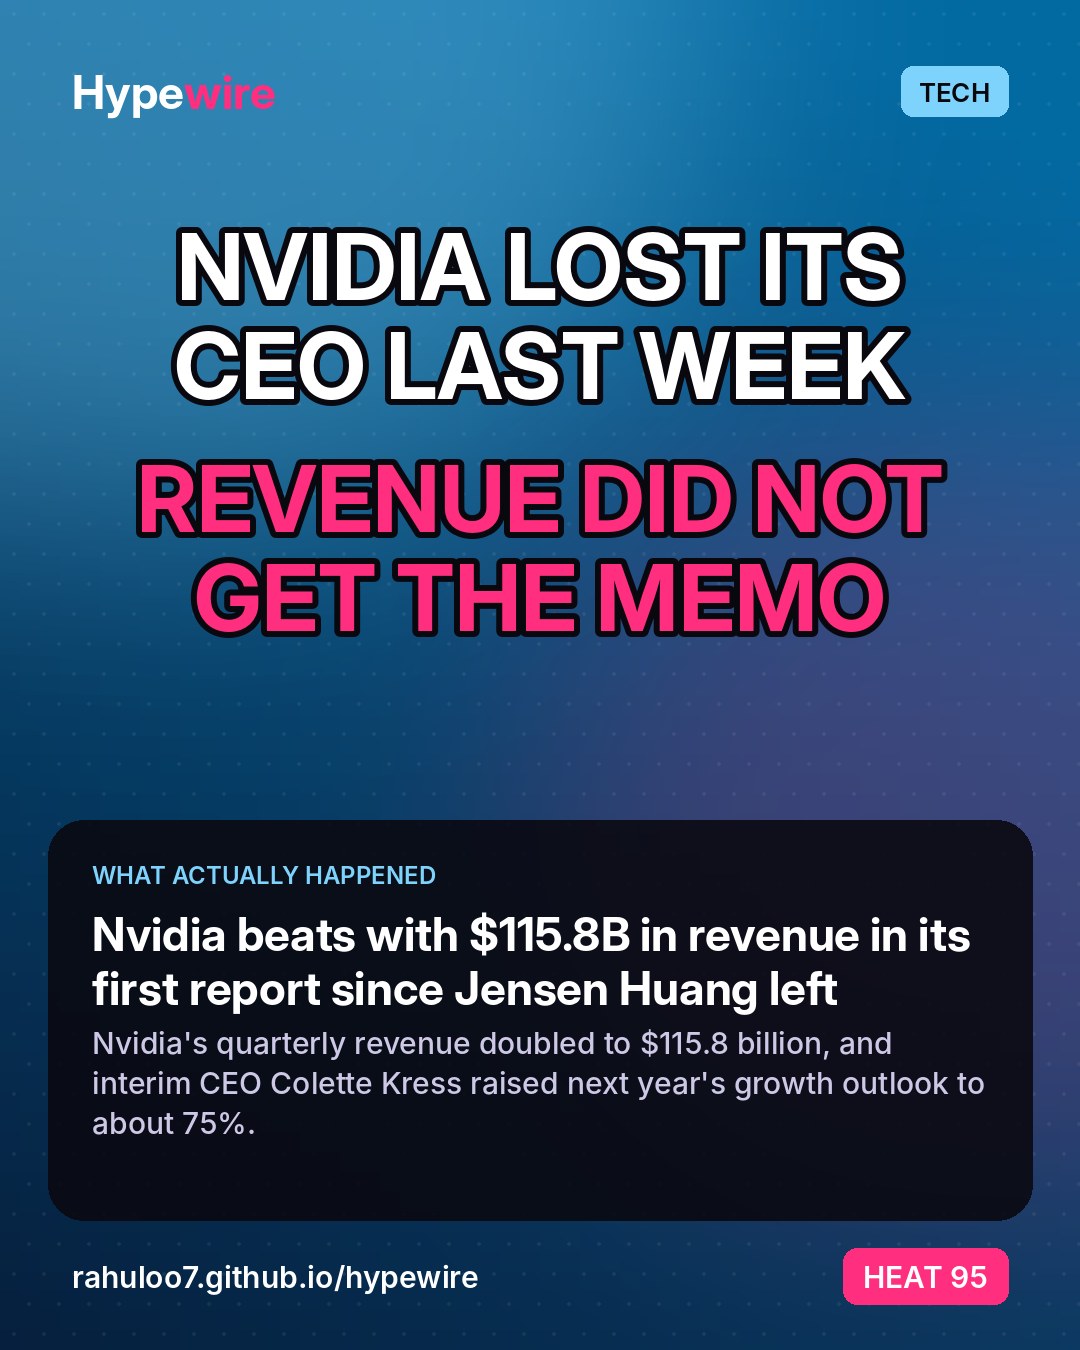 Hypewire
TECH
NVIDIA LOST ITS
CEO LAST WEEK
REVENUE DID NOT
GET THE MEMO
WHAT ACTUALLY HAPPENED
Nvidia beats with $115.8B in revenue in its
first report since Jensen Huang left
Nvidia's quarterly revenue doubled to $115.8 billion, and
interim CEO Colette Kress raised next year's growth outlook to
about 75%.
rahuloo7.github.io/hypewire
HEAT 95